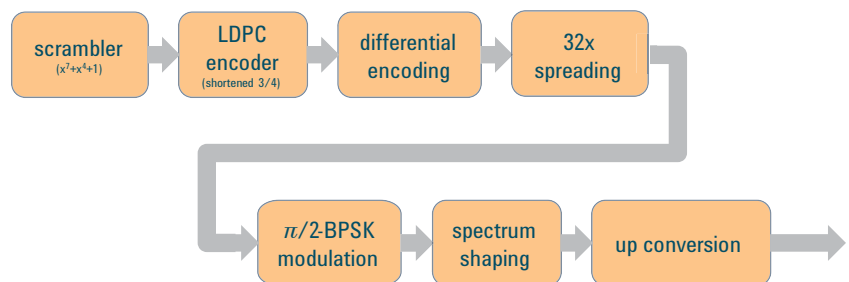 scrambler
(x⁷+x⁴+1)
LDPC
encoder
(shortened 3/4)
differential
encoding
32x
spreading
π/2-BPSK
modulation
spectrum
shaping
up conversion